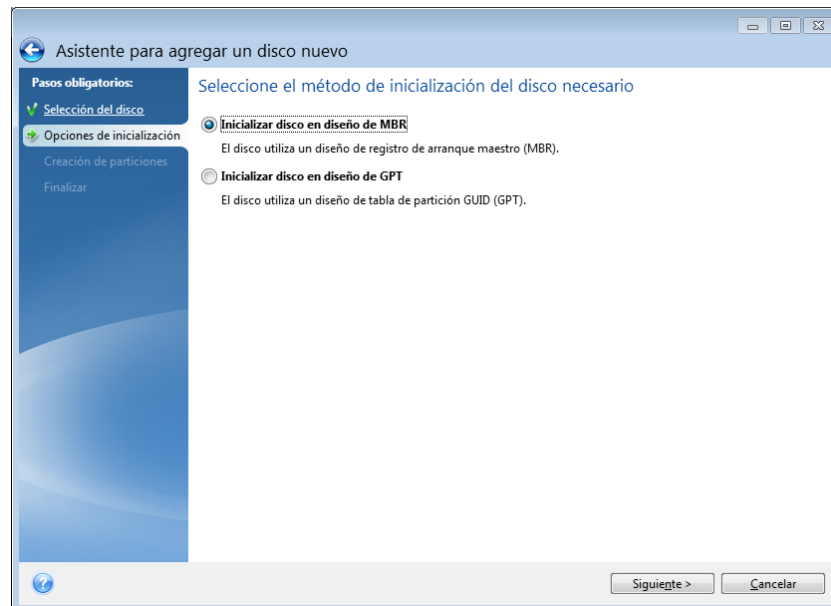 Asistente para agregar un disco nuevo
Pasos obligatorios:
Selección del disco
Opciones de inicialización
Creación de particiones
Finalizar
Seleccione el método de inicialización del disco necesario
Inicializar disco en diseño de MBR
El disco utiliza un diseño de registro de arranque maestro (MBR).
Inicializar disco en diseño de GPT
El disco utiliza un diseño de tabla de partición GUID (GPT).
Siguiente >
Cancelar